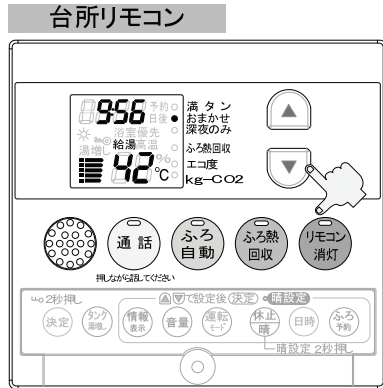 台所リモコン
9:56 予約 満タン
日後 おまかせ
浴室優先 深夜のみ
湯増し 給湯 高温 ふろ熱回収
% エコ度
42 ℃ kg-CO2
通話
ふろ
自動
ふろ熱
回収
リモコン
消灯
押しながら話してください
2秒押し
▲▼で設定後決定 晴設定
決定
タンク
湯増し
情報
表示
音量
運転
モード
休止
晴
日時
ふろ
予約
晴設定 2秒押し